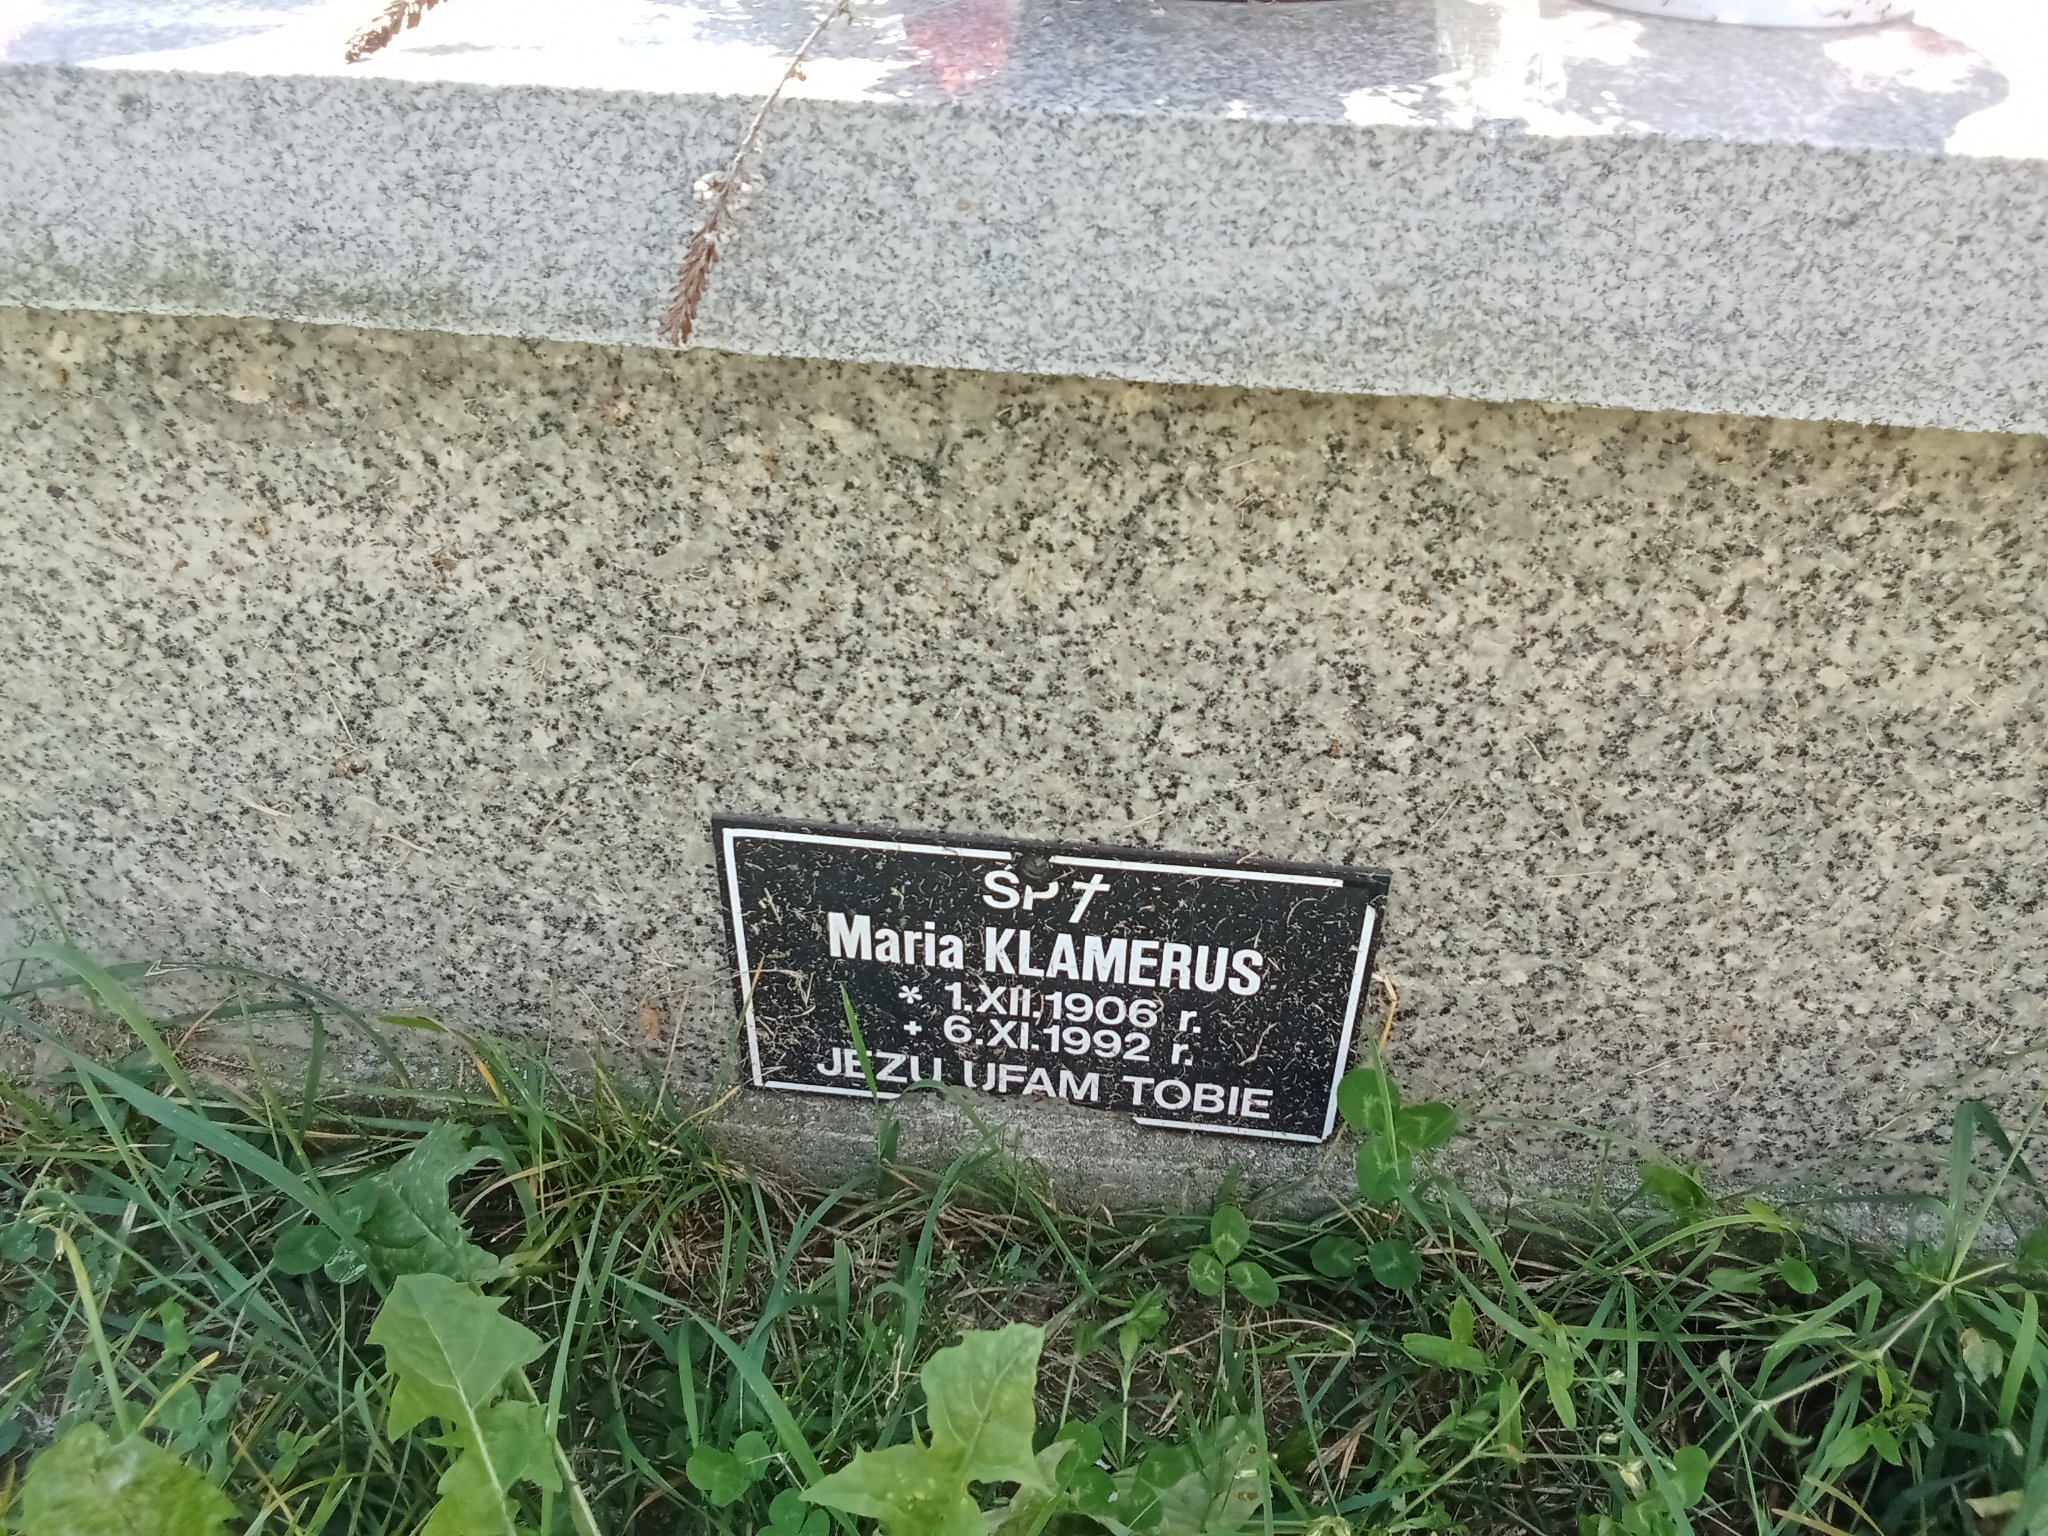 ŚP †
Maria KLAMERUS
* 1.XII.1906 r.
+ 6.XI.1992 r.
JEZU UFAM TOBIE